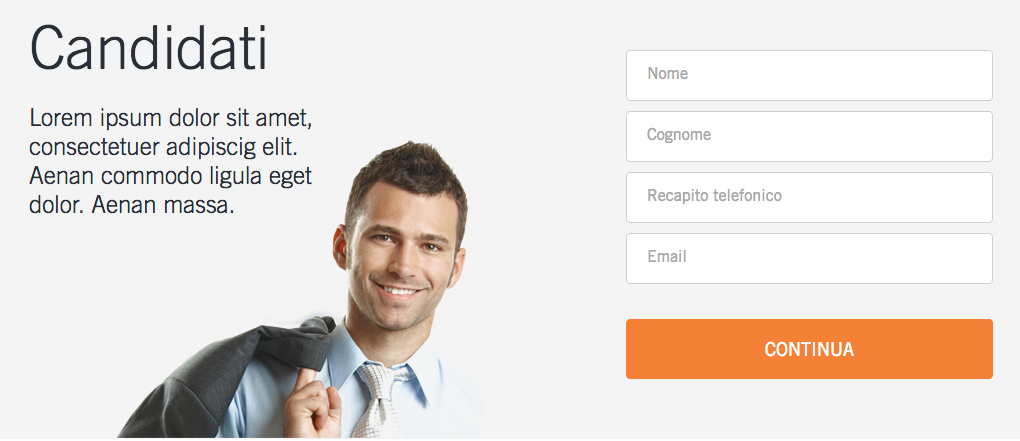 Candidati
Lorem ipsum dolor sit amet,
consectetuer adipiscig elit.
Aenan commodo ligula eget
dolor. Aenan massa.
Nome
Cognome
Recapito telefonico
Email
CONTINUA